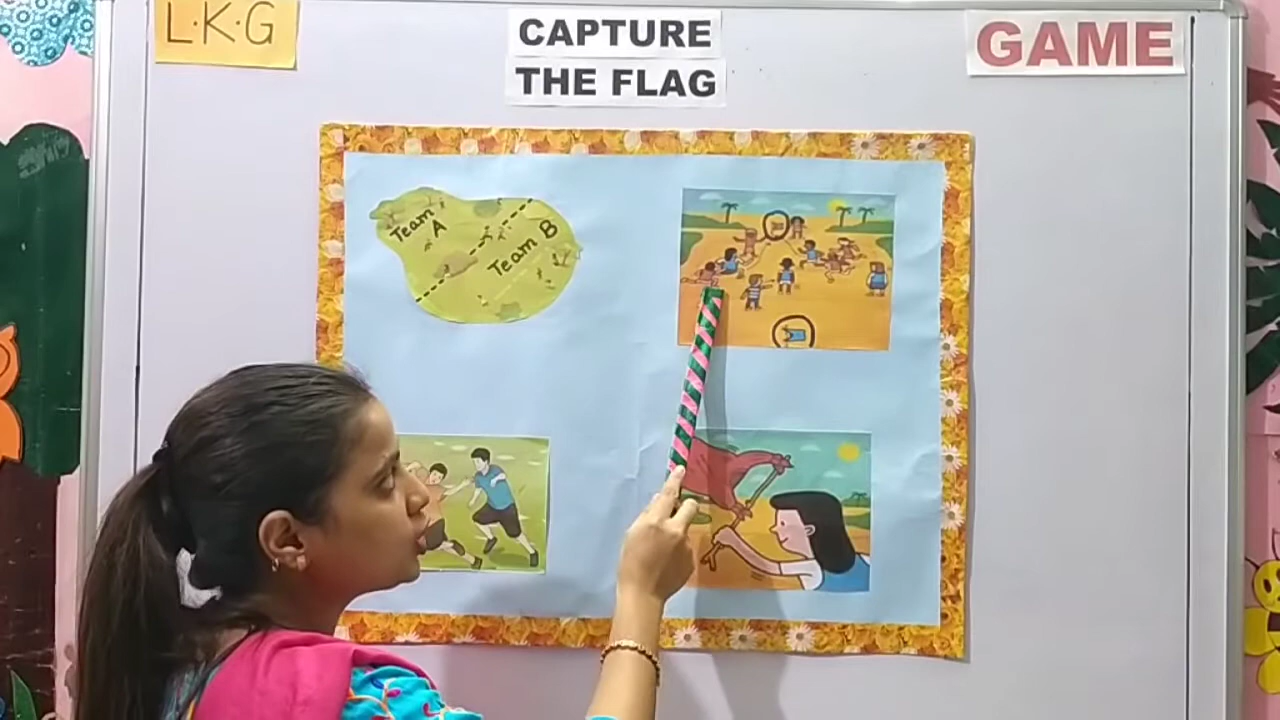 L.K.G
CAPTURE
THE FLAG
GAME
Team
A
Team B